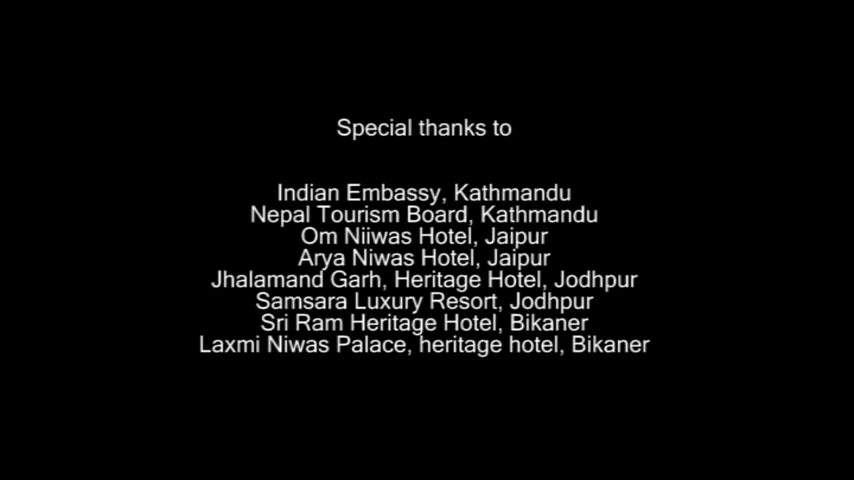 Special thanks to
Indian Embassy, Kathmandu
Nepal Tourism Board, Kathmandu
Om Niiwas Hotel, Jaipur
Arya Niwas Hotel, Jaipur
Jhalamand Garh, Heritage Hotel, Jodhpur
Samsara Luxury Resort, Jodhpur
Sri Ram Heritage Hotel, Bikaner
Laxmi Niwas Palace, heritage hotel, Bikaner